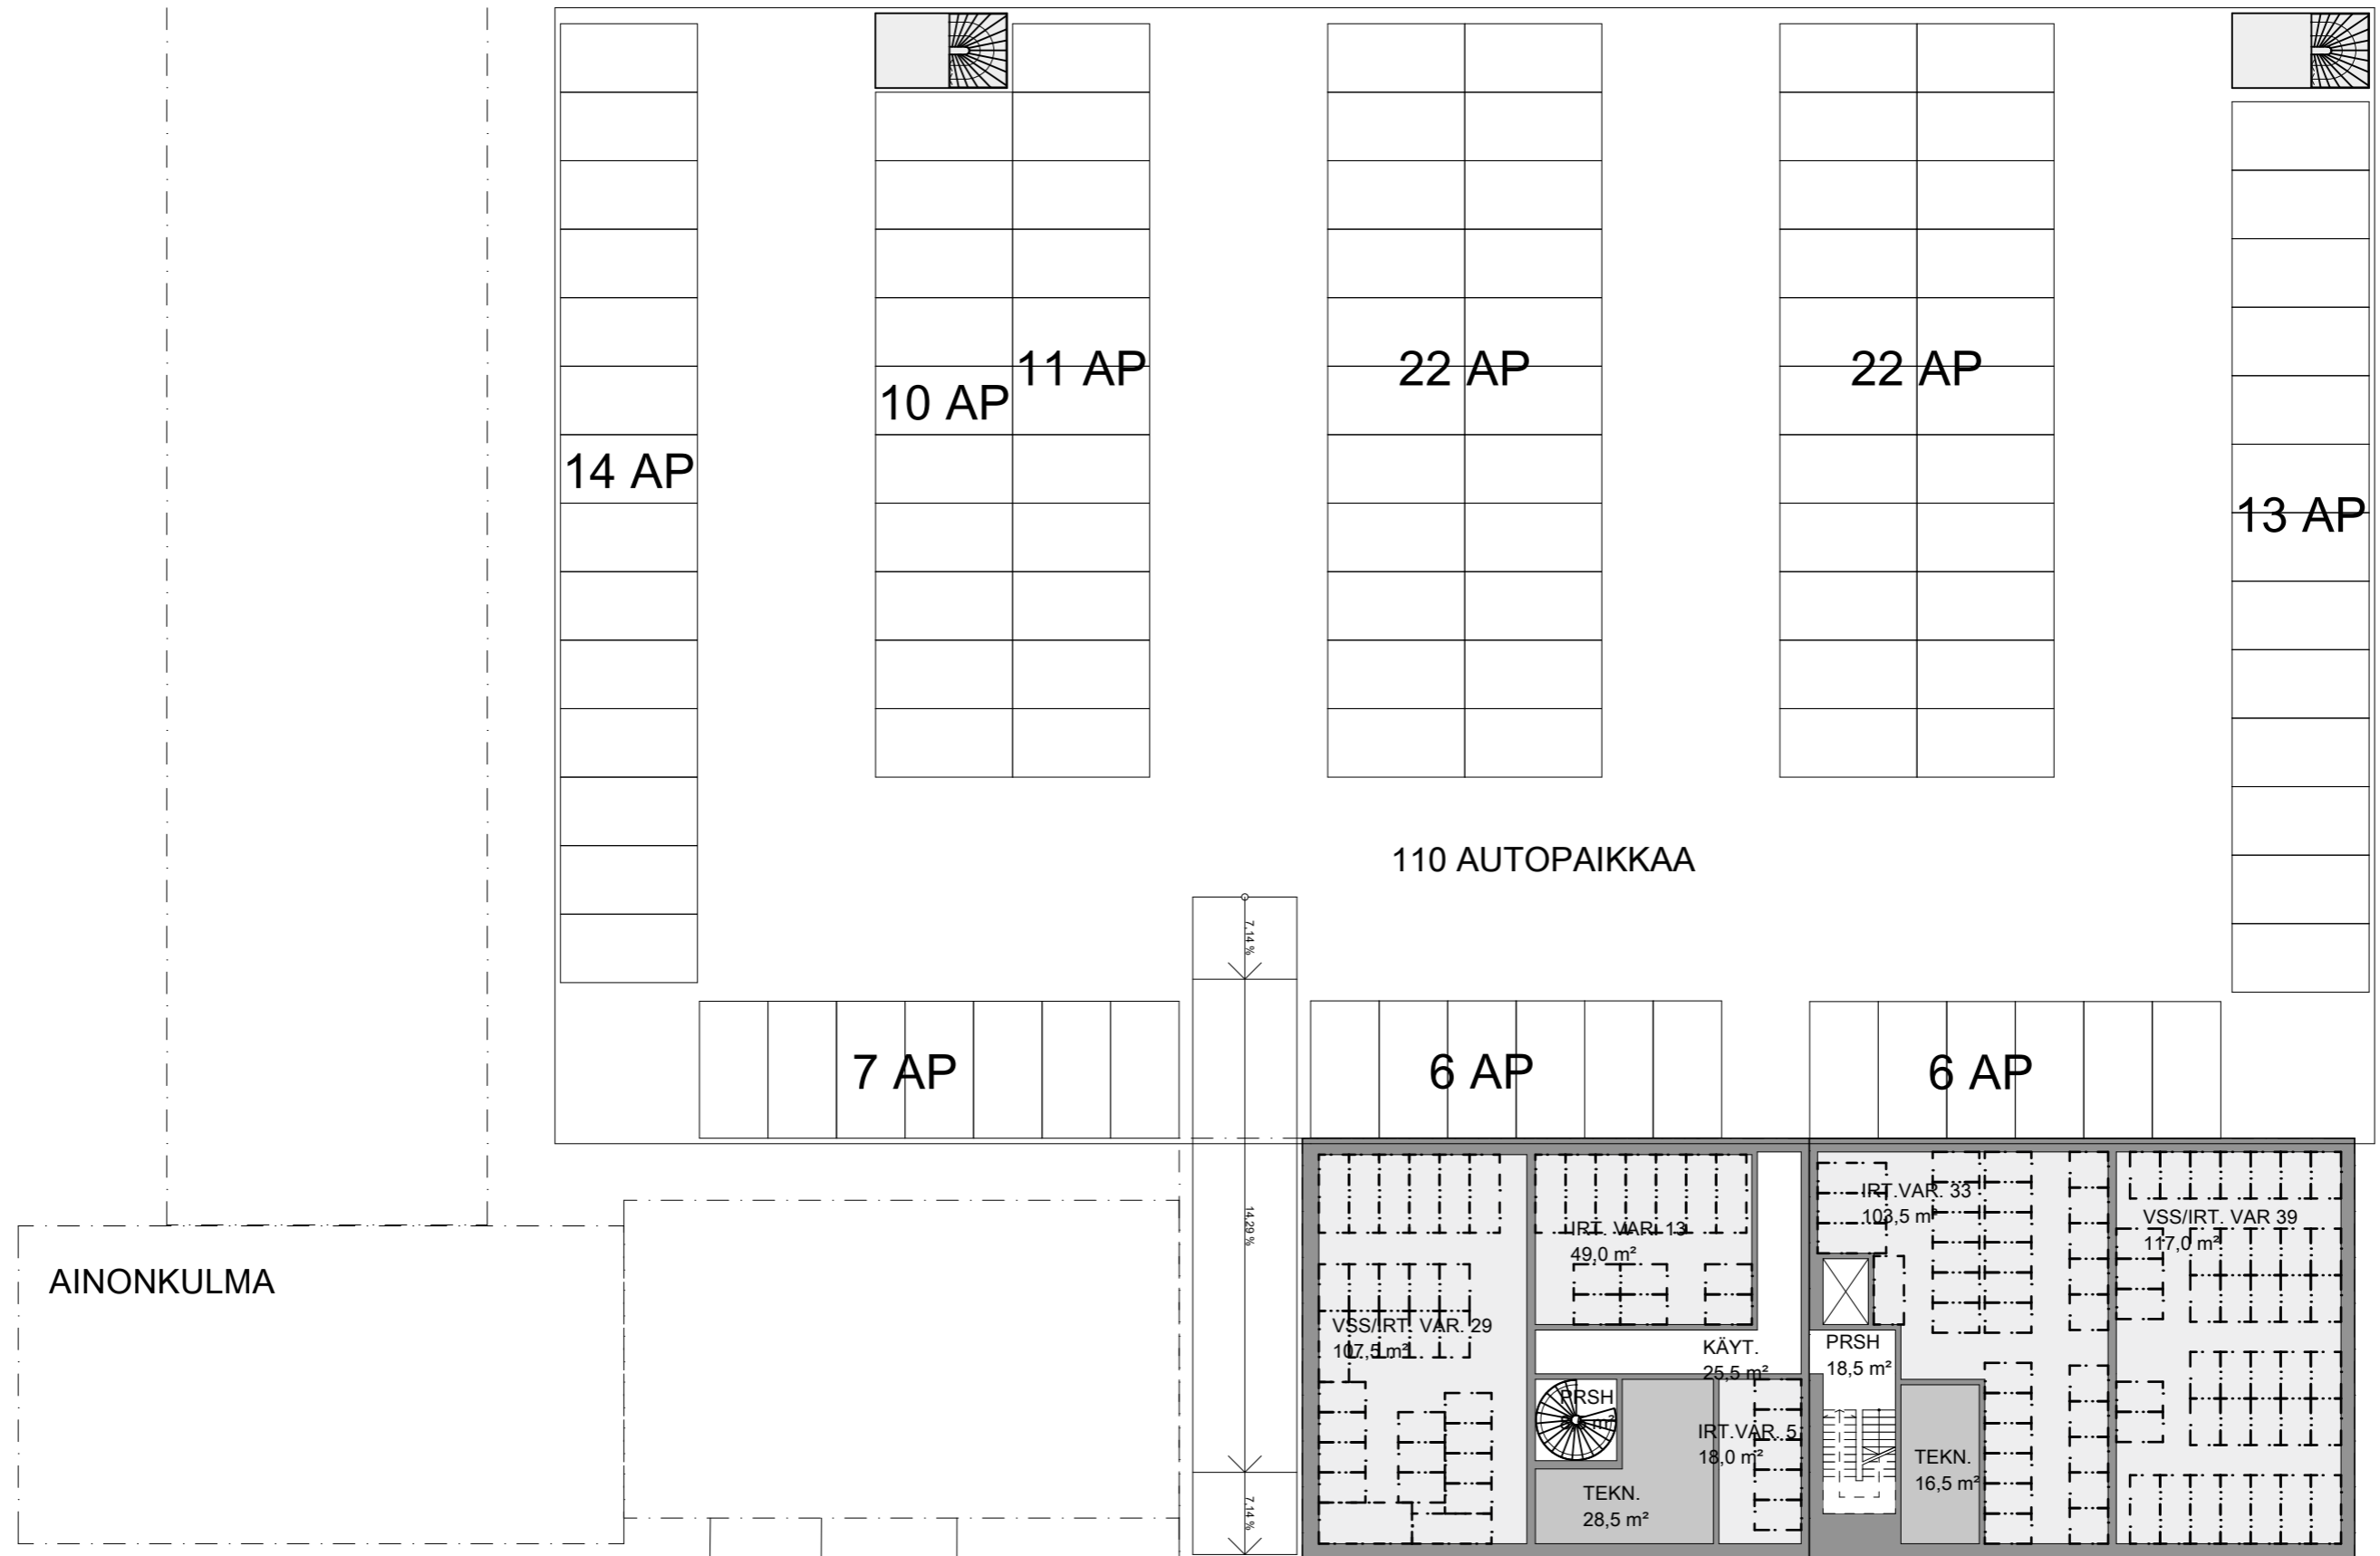 11 AP
22 AP
22 AP
10 AP
14 AP
13 AP
110 AUTOPAIKKAA
7,14 %
7 AP
6 AP
6 AP
14,29 %
IRT.VAR. 33
103,5 m²
VSS/IRT. VAR 39
117,0 m²
IRT. VAR. 13
49,0 m²
AINONKULMA
VSS/IRT. VAR. 29
107,5 m²
KÄYT.
25,5 m²
PRSH
18,5 m²
PRSH
m²
IRT.VAR. 5
18,0 m²
TEKN.
16,5 m²
TEKN.
28,5 m²
7,14 %